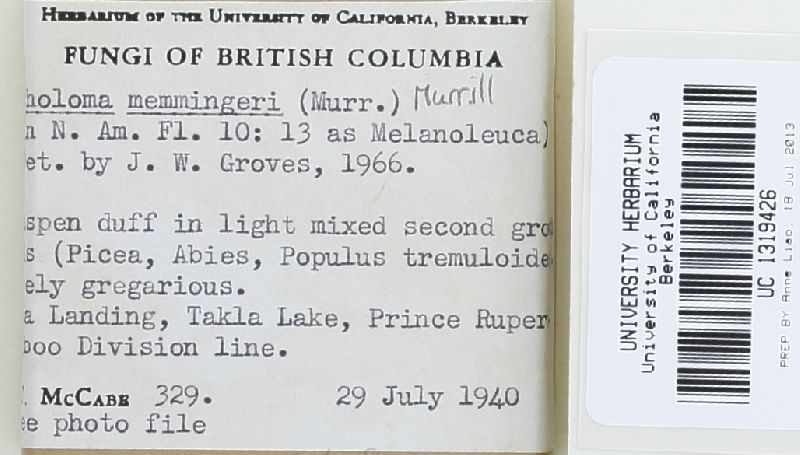 HERBARIUM OF THE UNIVERSITY OF CALIFORNIA, BERKELEY
FUNGI OF BRITISH COLUMBIA
holoma memmingeri (Murr.) Murrill
n N. Am. Fl. 10: 13 as Melanoleuca)
et. by J. W. Groves, 1966.
spen duff in light mixed second gro
s (Picea, Abies, Populus tremuloide
ely gregarious.
a Landing, Takla Lake, Prince Ruper
boo Division line.
. McCABE 329. 29 July 1940
ee photo file
UNIVERSITY HERBARIUM
University of California
Berkeley
UC 1319426
PREP BY Anne Liao, 18 Jul 2013